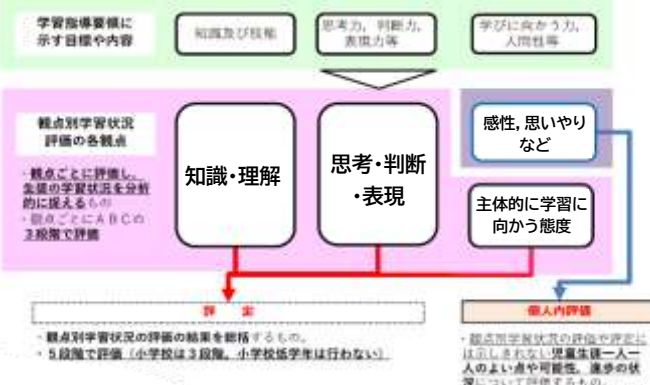 学習指導要領に
示す目標や内容
知識及び技能
思考力, 判断力,
表現力等
学びに向かう力,
人間性等
観点別学習状況
評価の各観点
・観点ごとに評価し、
生徒の学習状況を分析
的に捉えるもの
・観点ごとにＡＢＣの
３段階で評価
知識・理解
思考・判断
・表現
感性, 思いやり
など
主体的に学習に
向かう態度
評　定
・観点別学習状況の評価の結果を総括するもの。
・５段階で評価（小学校は３段階。小学校低学年は行わない）
個人内評価
・観点別学習状況の評価や評定に
は示しきれない児童生徒一人一
人のよい点や可能性、進歩の状
況について評価するもの。